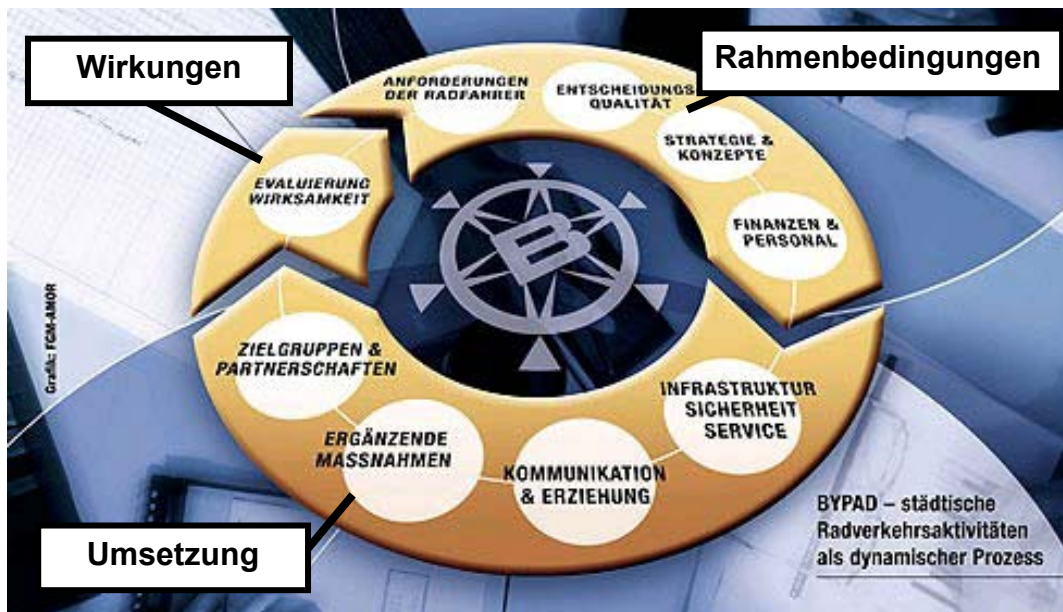 Wirkungen
Rahmenbedingungen
ANFORDERUNGEN
DER RADFAHRER
ENTSCHEIDUNGS
QUALITÄT
STRATEGIE &
KONZEPTE
FINANZEN &
PERSONAL
EVALUIERUNG
WIRKSAMKEIT
B
Grafik: FGM-AMOR
ZIELGRUPPEN &
PARTNERSCHAFTEN
INFRASTRUKTUR
SICHERHEIT
SERVICE
ERGÄNZENDE
MASSNAHMEN
KOMMUNIKATION
& ERZIEHUNG
Umsetzung
BYPAD – städtische
Radverkehrsaktivitäten
als dynamischer Prozess